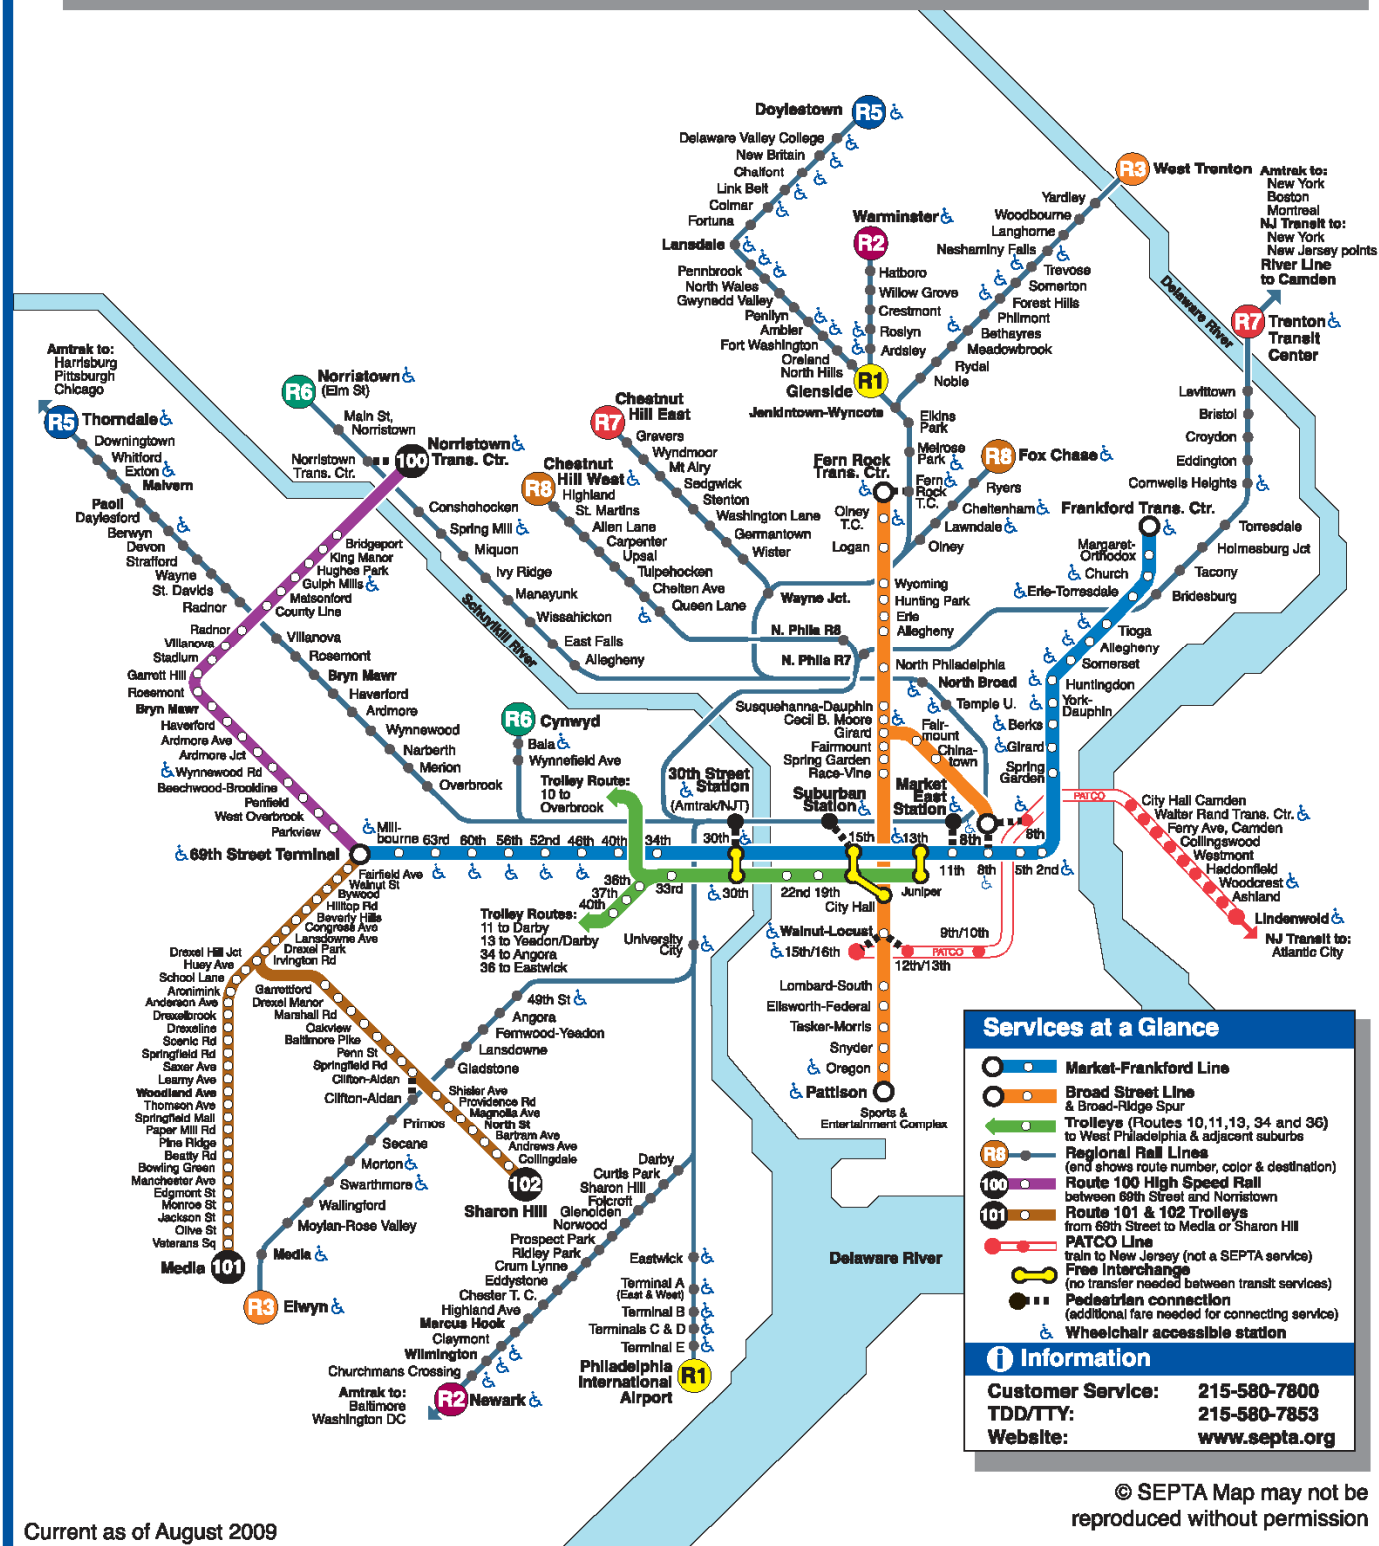 Doylestown
R5
Delaware Valley College
New Britain
Chalfont
Link Belt
Colmar
Fortuna
Lansdale
Pennbrook
North Wales
Gwynedd Valley
Penllyn
Ambler
Fort Washington
Oreland
North Hills
Glenside
R1
Jenkintown-Wyncote
Warminster
R2
Hatboro
Willow Grove
Crestmont
Roslyn
Ardsley
R3
West Trenton
Yardley
Woodbourne
Langhorne
Neshaminy Falls
Trevose
Somerton
Forest Hills
Philmont
Bethayres
Meadowbrook
Rydal
Noble
Elkins
Park
Melrose
Park
Fern
Rock
T.C.
Amtrak to:
New York
Boston
Montreal
NJ Transit to:
New York
New Jersey points
River Line
to Camden
Delaware River
R7
Trenton
Transit
Center
Levittown
Bristol
Croydon
Eddington
Cornwells Heights
Torresdale
Holmesburg Jct
Tacony
Bridesburg
Amtrak to:
Harrisburg
Pittsburgh
Chicago
R5
Thorndale
Downingtown
Whitford
Exton
Malvern
Paoli
Daylesford
Berwyn
Devon
Strafford
Wayne
St. Davids
Radnor
Villanova
Rosemont
Bryn Mawr
Haverford
Ardmore
Wynnewood
Narberth
Merion
Overbrook
R6
Norristown
(Elm St)
Main St,
Norristown
Norristown
Trans. Ctr.
100
Norristown
Trans. Ctr.
Conshohocken
Spring Mill
Miquon
Ivy Ridge
Manayunk
Wissahickon
East Falls
Allegheny
Schuylkill River
Bridgeport
King Manor
Hughes Park
Gulph Mills
Matsonford
County Line
Radnor
Villanova
Stadium
Garrett Hill
Rosemont
Bryn Mawr
Haverford
Ardmore Ave
Ardmore Jct
Wynnewood Rd
Beechwood-Brookline
Penfield
West Overbrook
Parkview
69th Street Terminal
R7
Chestnut
Hill East
Gravers
Wyndmoor
Mt Airy
Sedgwick
Stenton
Washington Lane
Germantown
Wister
Wayne Jct.
R8
Chestnut
Hill West
Highland
St. Martins
Allen Lane
Carpenter
Upsal
Tulpehocken
Chelten Ave
Queen Lane
N. Phila R8
N. Phila R7
R8
Fox Chase
Ryers
Cheltenham
Lawndale
Olney
Fern Rock
Trans. Ctr.
Olney
T.C.
Logan
Wyoming
Hunting Park
Erie
Allegheny
North Philadelphia
North Broad
Temple U.
Susquehanna-Dauphin
Cecil B. Moore
Girard
Fairmount
Spring Garden
Race-Vine
Fair-
mount
China-
town
Frankford Trans. Ctr.
Margaret-
Orthodox
Church
Erie-Torresdale
Tioga
Allegheny
Somerset
Huntingdon
York-
Dauphin
Berks
Girard
Spring
Garden
R6
Cynwyd
Bala
Wynnefield Ave
Trolley Route:
10 to
Overbrook
30th Street
Station
(Amtrak/NJT)
Suburban
Station
Market
East
Station
Mill-
bourne
63rd
60th
56th
52nd
46th
40th
34th
30th
15th
13th
8th
8th
11th
8th
5th
2nd
36th
37th
40th
33rd
30th
22nd
19th
City Hall
Juniper
Trolley Routes:
11 to Darby
13 to Yeadon/Darby
34 to Angora
36 to Eastwick
University
City
Walnut-Locust
15th/16th
12th/13th
9th/10th
PATCO
PATCO
City Hall Camden
Walter Rand Trans. Ctr.
Ferry Ave, Camden
Collingswood
Westmont
Haddonfield
Woodcrest
Ashland
Lindenwold
NJ Transit to:
Atlantic City
Lombard-South
Ellsworth-Federal
Tasker-Morris
Snyder
Oregon
Pattison
Sports &
Entertainment Complex
Fairfield Ave
Walnut St
Bywood
Hilltop Rd
Beverly Hills
Congress Ave
Lansdowne Ave
Drexel Park
Irvington Rd
Drexel Hill Jct
Huey Ave
School Lane
Aronimink
Anderson Ave
Drexelbrook
Drexeline
Scenic Rd
Springfield Rd
Saxer Ave
Leamy Ave
Woodland Ave
Thomson Ave
Springfield Mall
Paper Mill Rd
Pine Ridge
Beatty Rd
Bowling Green
Manchester Ave
Edgmont St
Monroe St
Jackson St
Olive St
Veterans Sq
Media
101
Garrettford
Drexel Manor
Marshall Rd
Oakview
Baltimore Pike
Penn St
Springfield Rd
Clifton-Aldan
Clifton-Aldan
Shisler Ave
Providence Rd
Magnolia Ave
North St
Bartram Ave
Andrews Ave
Collingdale
102
Sharon Hill
49th St
Angora
Fernwood-Yeadon
Lansdowne
Gladstone
Primos
Secane
Morton
Swarthmore
Wallingford
Moylan-Rose Valley
Media
R3
Elwyn
Darby
Curtis Park
Sharon Hill
Folcroft
Glenolden
Norwood
Prospect Park
Ridley Park
Crum Lynne
Eddystone
Chester T. C.
Highland Ave
Marcus Hook
Claymont
Wilmington
Churchmans Crossing
R2
Newark
Amtrak to:
Baltimore
Washington DC
Eastwick
Terminal A
(East & West)
Terminal B
Terminals C & D
Terminal E
Philadelphia
International
Airport
R1
Delaware River
Services at a Glance
Market-Frankford Line
Broad Street Line
& Broad-Ridge Spur
Trolleys (Routes 10,11,13, 34 and 36)
to West Philadelphia & adjacent suburbs
R8
Regional Rail Lines
(end shows route number, color & destination)
100
Route 100 High Speed Rail
between 69th Street and Norristown
101
Route 101 & 102 Trolleys
from 69th Street to Media or Sharon Hill
PATCO Line
train to New Jersey (not a SEPTA service)
Free Interchange
(no transfer needed between transit services)
Pedestrian connection
(additional fare needed for connecting service)
Wheelchair accessible station
i Information
Customer Service: 215-580-7800
TDD/TTY: 215-580-7853
Website: www.septa.org
© SEPTA Map may not be
reproduced without permission
Current as of August 2009